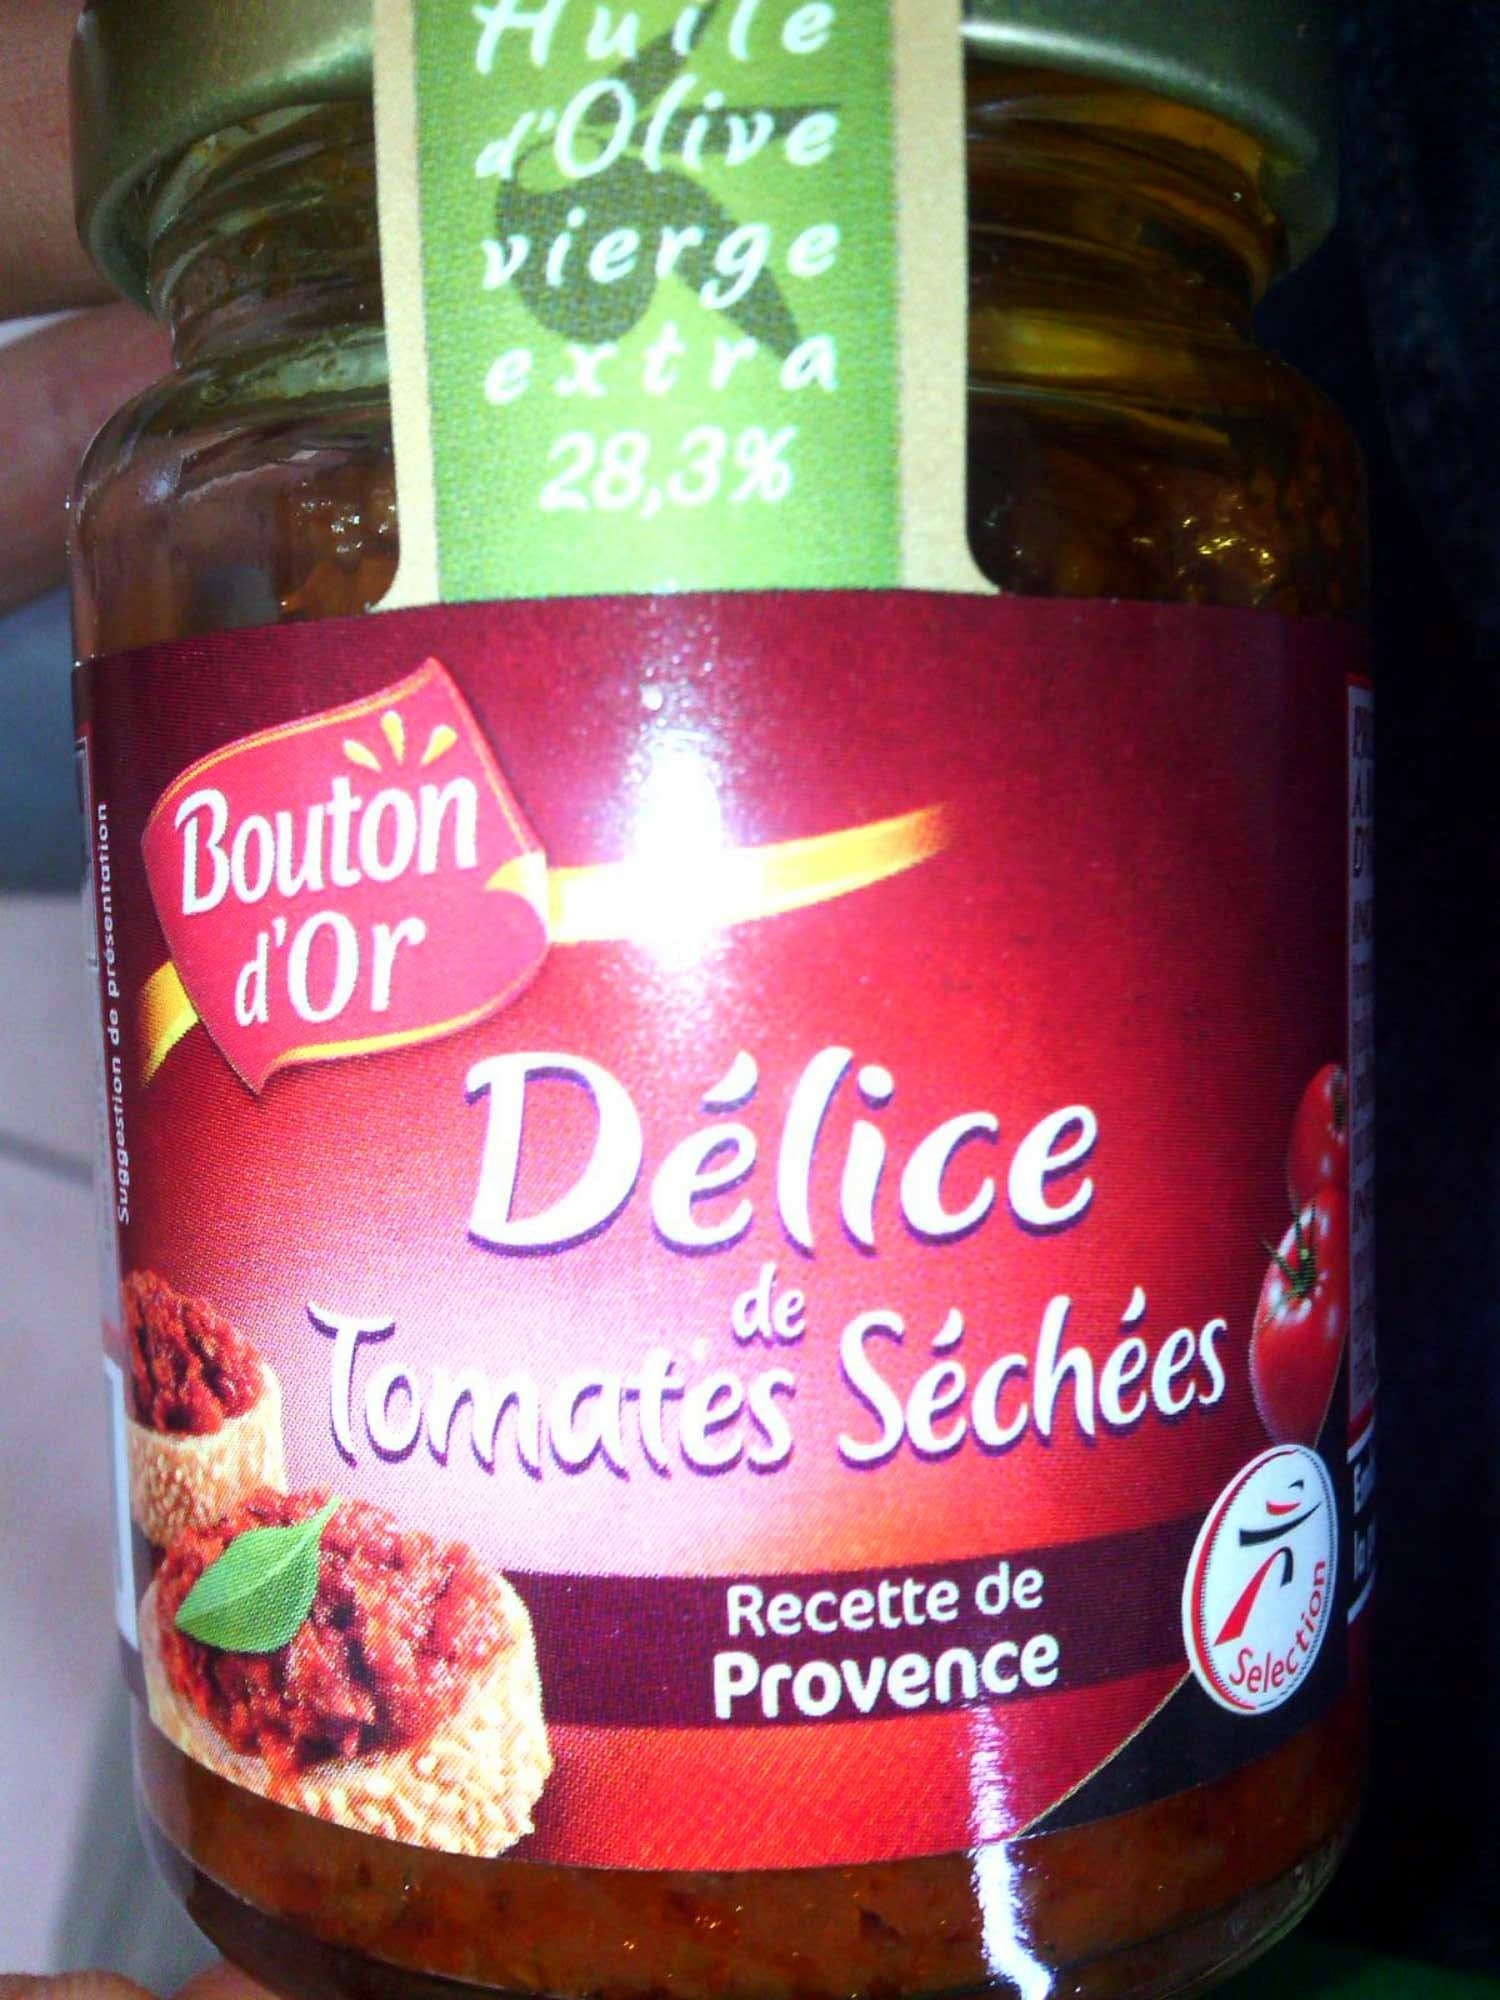 Huile
d'Olive
vierge
extra
28,3%
Bouton
d'Or
Suggestion de présentation
Délice
de
Tomates Séchées
Recette de
Provence
Selection